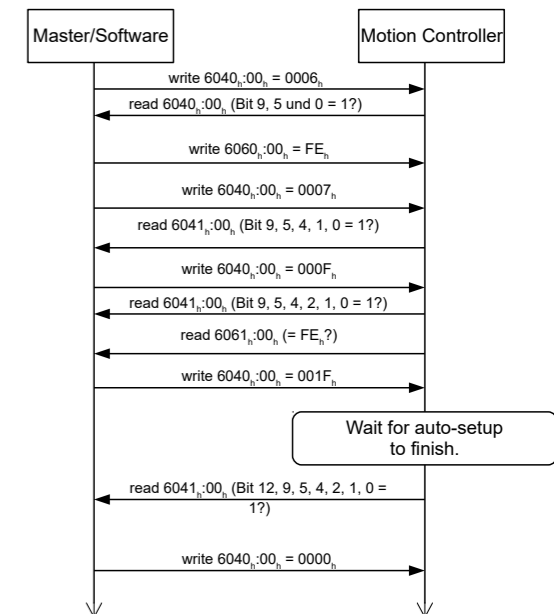 Master/Software
Motion Controller
write 6040h:00h = 0006h
read 6040h:00h (Bit 9, 5 und 0 = 1?)
write 6060h:00h = FEh
write 6040h:00h = 0007h
read 6041h:00h (Bit 9, 5, 4, 1, 0 = 1?)
write 6040h:00h = 000Fh
read 6041h:00h (Bit 9, 5, 4, 2, 1, 0 = 1?)
read 6061h:00h (= FEh?)
write 6040h:00h = 001Fh
Wait for auto-setup
to finish.
read 6041h:00h (Bit 12, 9, 5, 4, 2, 1, 0 =
1?)
write 6040h:00h = 0000h